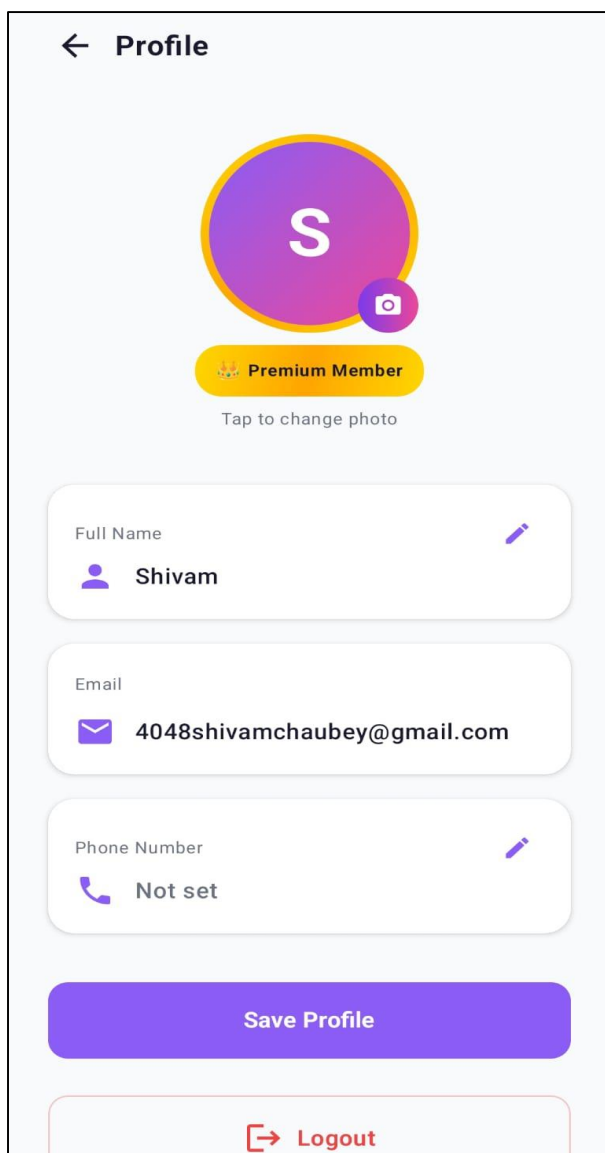 Profile
S
Premium Member
Tap to change photo
Full Name
Shivam
Email
4048shivamchaubey@gmail.com
Phone Number
Not set
Save Profile
Logout